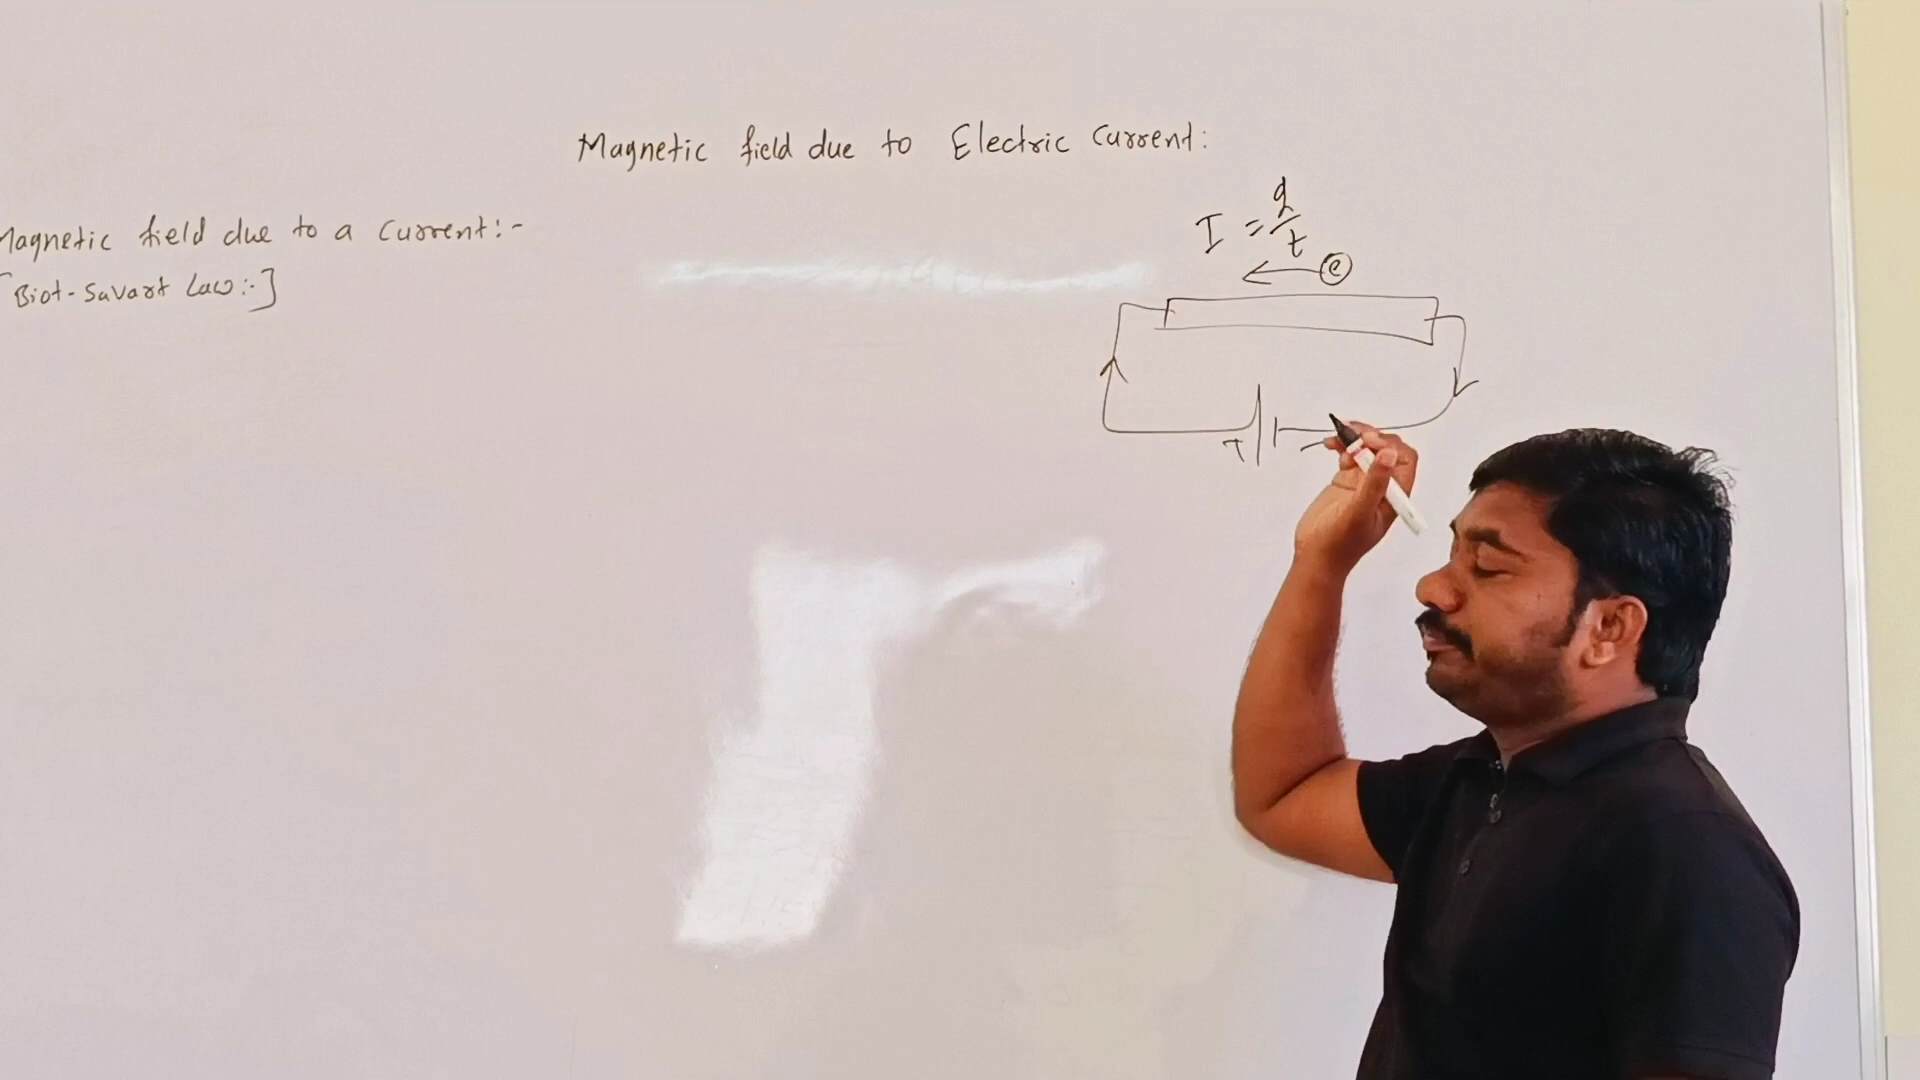 Magnetic field due to Electric Current:
Magnetic field due to a Current:-
[Biot-Savart Law:-]
I = q/t
e
+ -